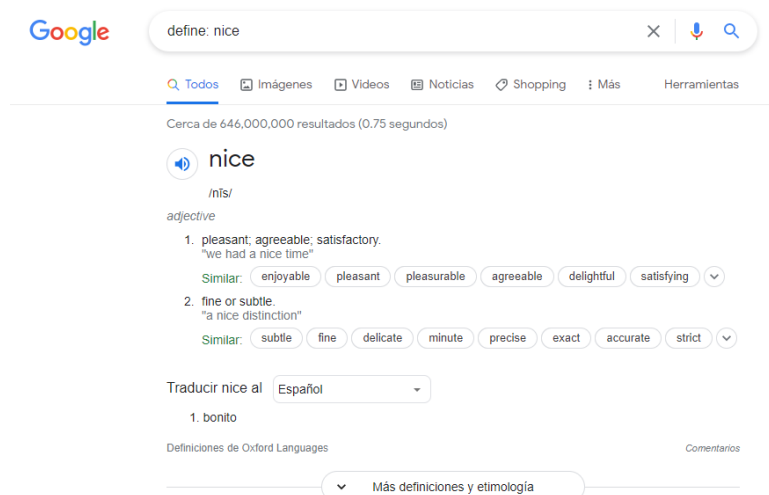 Google
define: nice
Todos Imágenes Videos Noticias Shopping Más Herramientas
Cerca de 646,000,000 resultados (0.75 segundos)
nice
/nīs/
adjective
1. pleasant; agreeable; satisfactory.
"we had a nice time"
Similar: enjoyable pleasant pleasurable agreeable delightful satisfying
2. fine or subtle.
"a nice distinction"
Similar: subtle fine delicate minute precise exact accurate strict
Traducir nice al Español
1. bonito
Definiciones de Oxford Languages Comentarios
Más definiciones y etimología